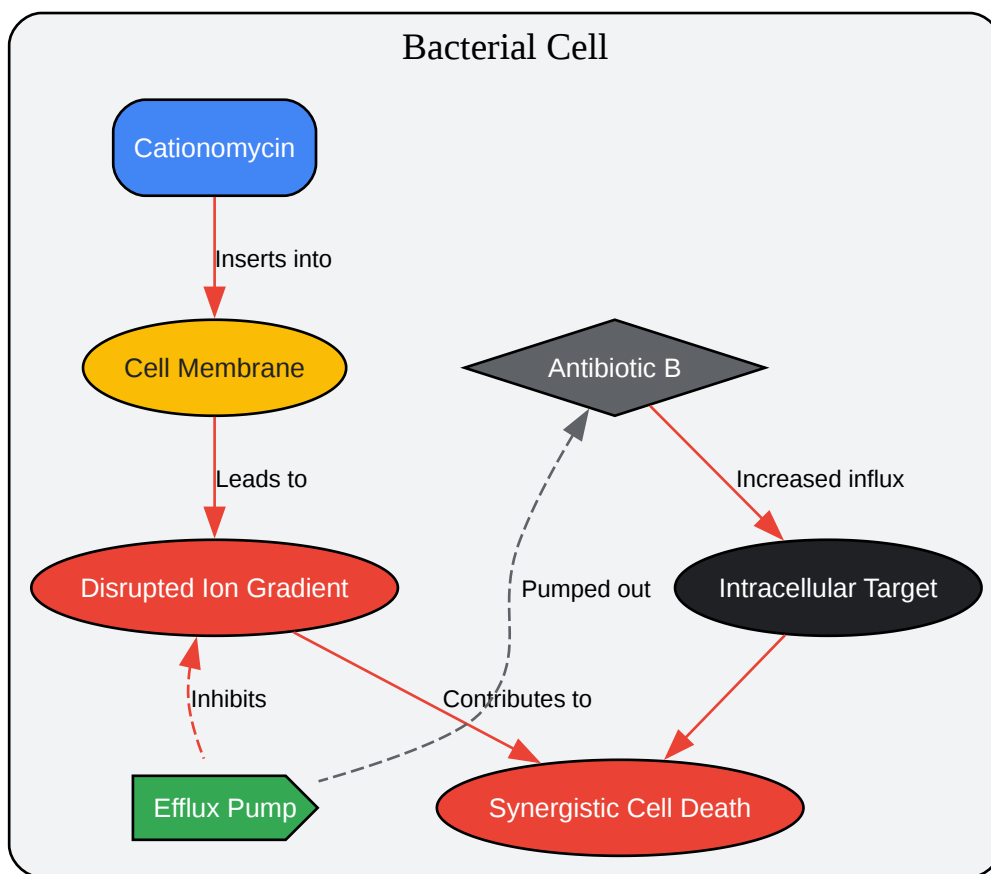 Bacterial Cell
Cationomycin
Inserts into
Cell Membrane
Antibiotic B
Leads to
Increased influx
Disrupted Ion Gradient
Pumped out
Intracellular Target
Inhibits
Contributes to
Efflux Pump
Synergistic Cell Death